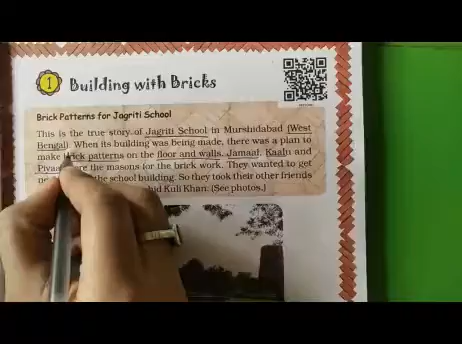 1 Building with Bricks
Brick Patterns for Jagriti School
This is the true story of Jagriti School in Murshidabad (West
Bengal). When its building was being made, there was a plan to
make brick patterns on the floor and walls. Jamaal, Kaalu and
the masons for the brick work. They wanted to get
the school building. So they took their other friends
Kuli Khan. (See photos.)